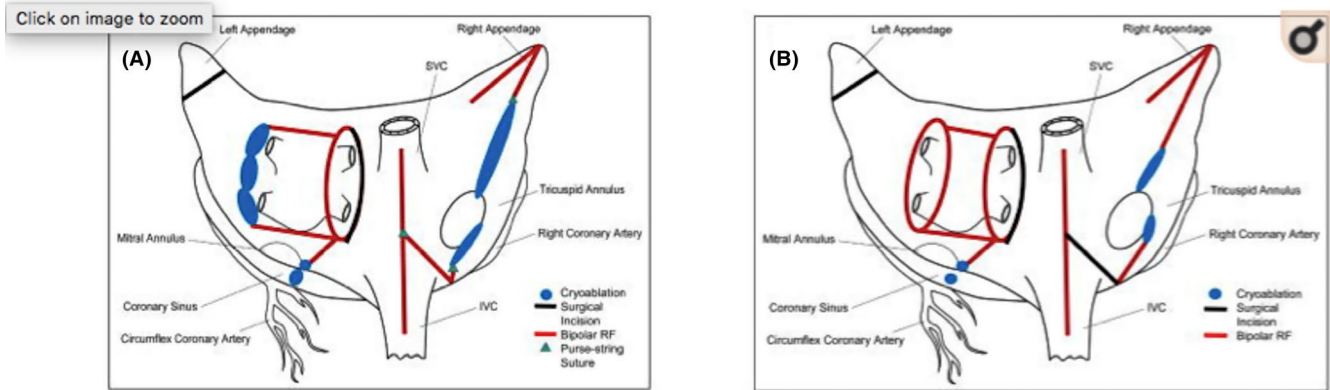 Click on image to zoom
(A)
Left Appendage
Right Appendage
SVC
Tricuspid Annulus
Right Coronary Artery
Mitral Annulus
Coronary Sinus
Circumflex Coronary Artery
IVC
Cryoablation
Surgical
Incision
Bipolar RF
Purse-string
Suture
(B)
Left Appendage
Right Appendage
SVC
Tricuspid Annulus
Right Coronary Artery
Mitral Annulus
Coronary Sinus
Circumflex Coronary Artery
IVC
Cryoablation
Surgical
Incision
Bipolar RF